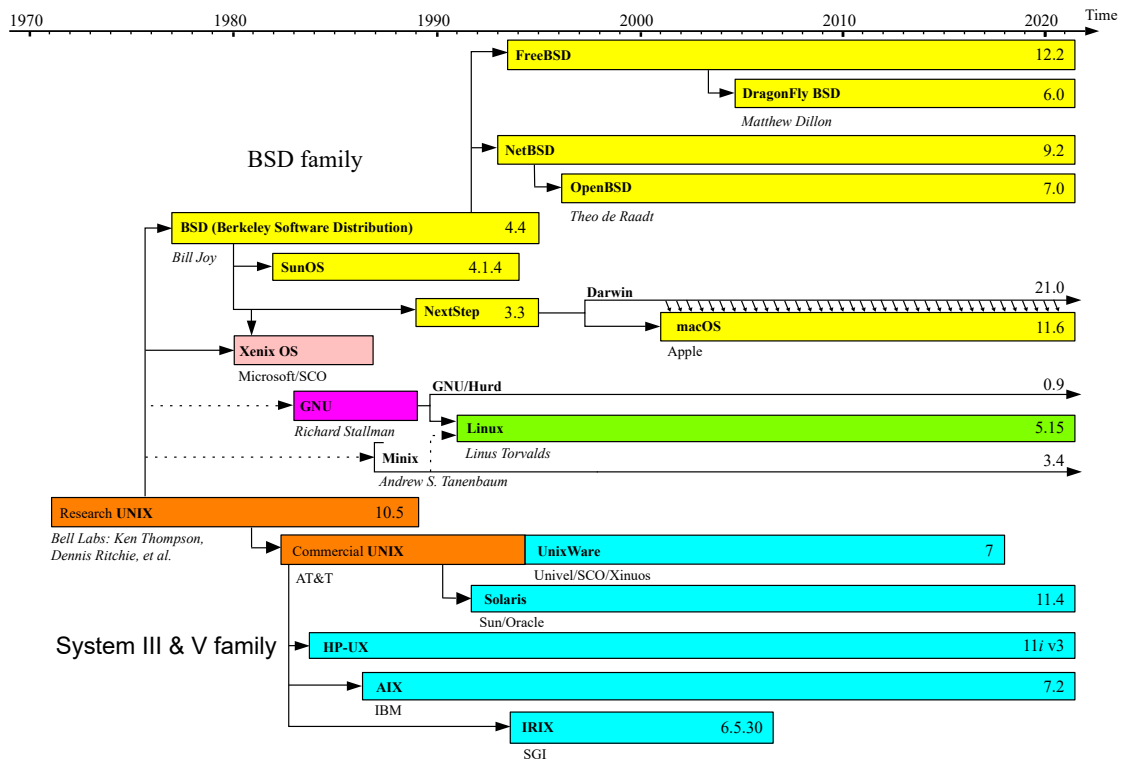 1970 1980 1990 2000 2010 2020 Time
FreeBSD 12.2
DragonFly BSD 6.0
Matthew Dillon
BSD family
NetBSD 9.2
OpenBSD 7.0
Theo de Raadt
BSD (Berkeley Software Distribution) 4.4
Bill Joy
SunOS 4.1.4
Darwin 21.0
NextStep 3.3
macOS 11.6
Apple
Xenix OS
Microsoft/SCO
GNU/Hurd 0.9
GNU
Richard Stallman
Linux 5.15
Linus Torvalds
Minix 3.4
Andrew S. Tanenbaum
Research UNIX 10.5
Bell Labs: Ken Thompson,
Dennis Ritchie, et al.
Commercial UNIX UnixWare 7
AT&T Univel/SCO/Xinuos
Solaris 11.4
Sun/Oracle
System III & V family
HP-UX 11i v3
AIX 7.2
IBM
IRIX 6.5.30
SGI